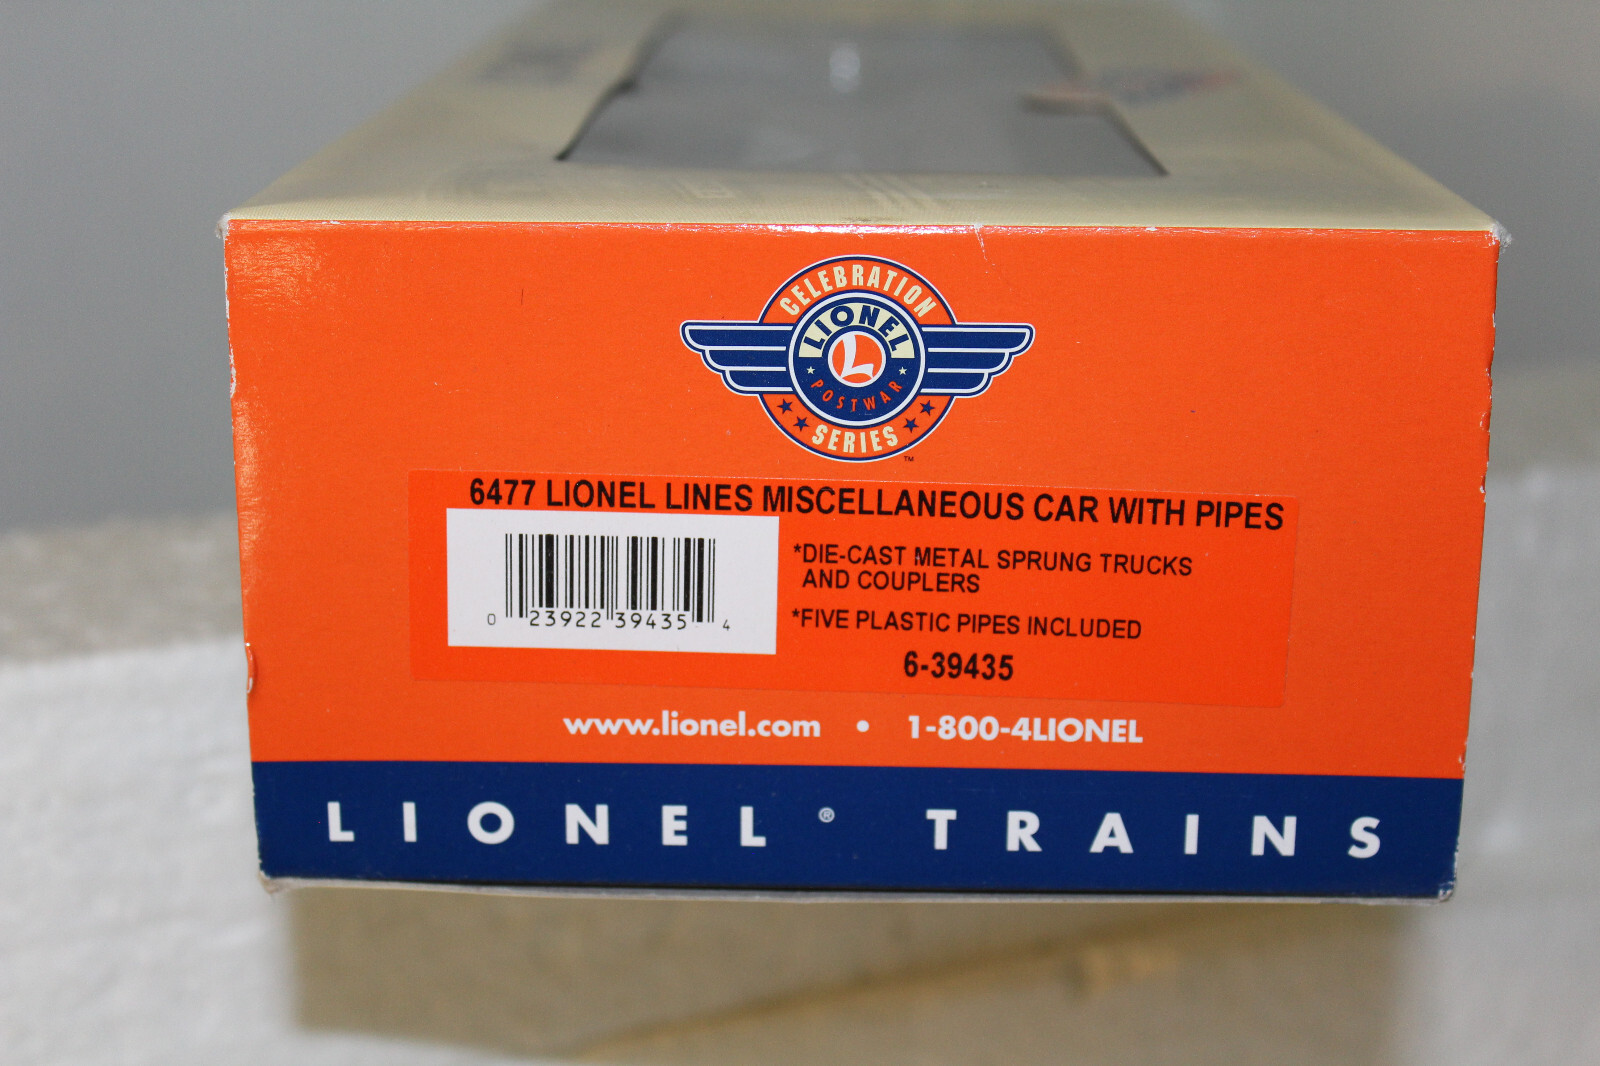 CELEBRATION
LIONEL
L
POSTWAR
SERIES
™
6477 LIONEL LINES MISCELLANEOUS CAR WITH PIPES
*DIE-CAST METAL SPRUNG TRUCKS
AND COUPLERS
*FIVE PLASTIC PIPES INCLUDED
0 23922 39435 4
6-39435
www.lionel.com • 1-800-4LIONEL
LIONEL® TRAINS